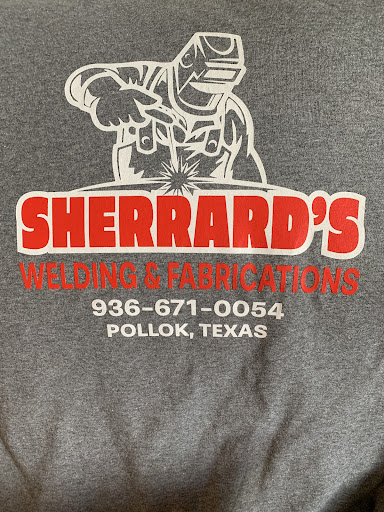 SHERRARD'S
WELDING & FABRICATIONS
936-671-0054
POLLOK, TEXAS